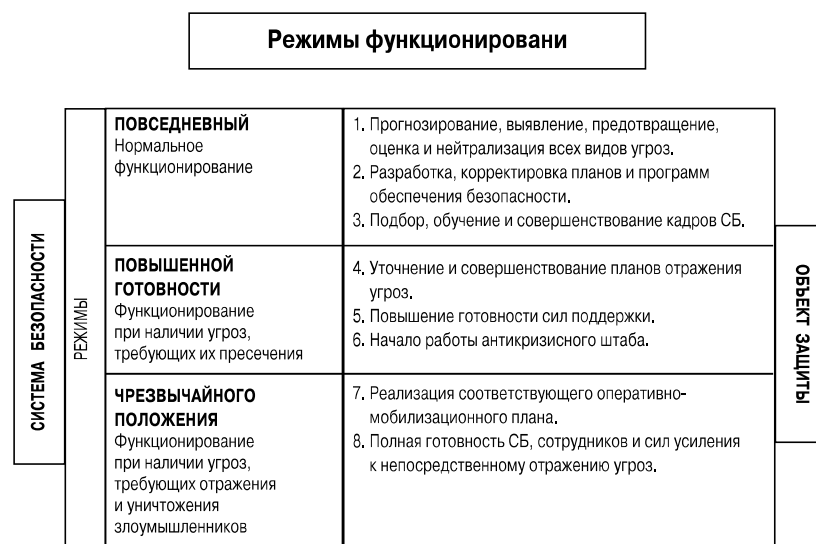 Режимы функционировани
СИСТЕМА БЕЗОПАСНОСТИ
РЕЖИМЫ
ПОВСЕДНЕВНЫЙ
Нормальное
функционирование
1. Прогнозирование, выявление, предотвращение,
оценка и нейтрализация всех видов угроз.
2. Разработка, корректировка планов и программ
обеспечения безопасности.
3. Подбор, обучение и совершенствование кадров СБ.
ПОВЫШЕННОЙ
ГОТОВНОСТИ
Функционирование
при наличии угроз,
требующих их пресечения
4. Уточнение и совершенствование планов отражения
угроз.
5. Повышение готовности сил поддержки.
6. Начало работы антикризисного штаба.
ЧРЕЗВЫЧАЙНОГО
ПОЛОЖЕНИЯ
Функционирование
при наличии угроз,
требующих отражения
и уничтожения
злоумышленников
7. Реализация соответствующего оперативно-
мобилизационного плана.
8. Полная готовность СБ, сотрудников и сил усиления
к непосредственному отражению угроз.
ОБЪЕКТ ЗАЩИТЫ